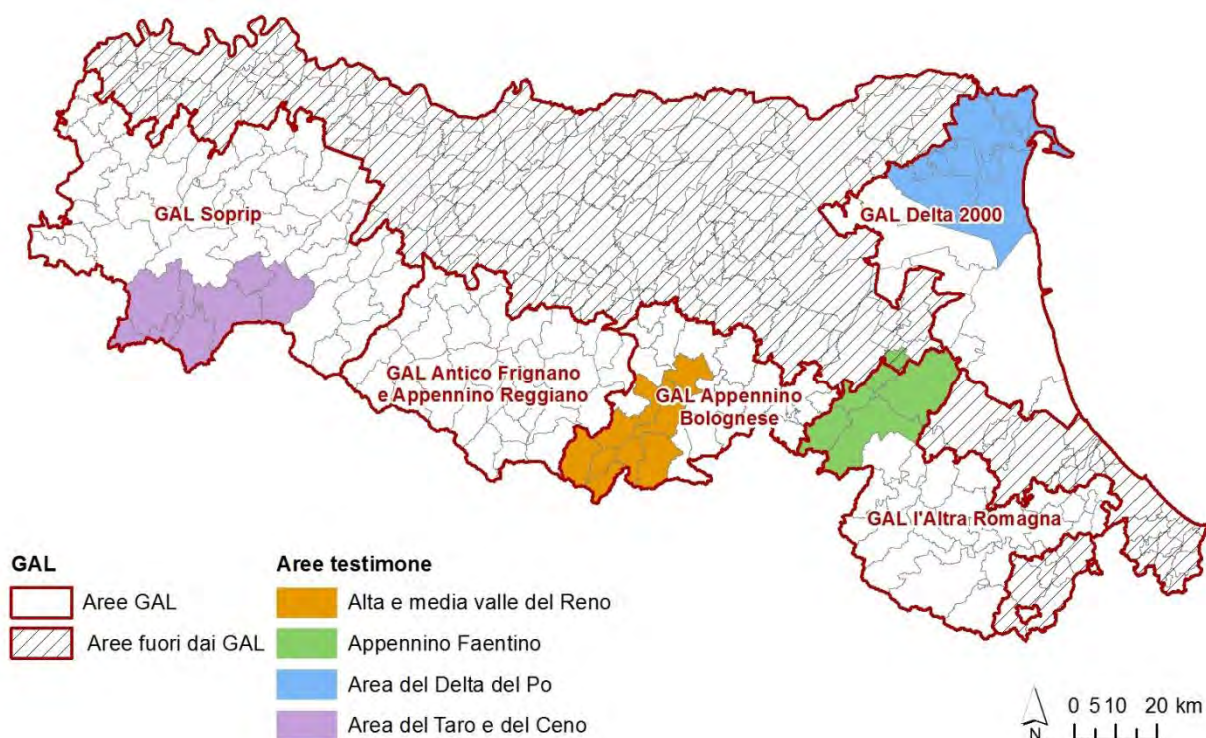 GAL Soprip
GAL Delta 2000
GAL Antico Frignano
e Appennino Reggiano
GAL Appennino
Bolognese
GAL l'Altra Romagna
GAL
Aree GAL
Aree fuori dai GAL
Aree testimone
Alta e media valle del Reno
Appennino Faentino
Area del Delta del Po
Area del Taro e del Ceno
N
0 5 10 20 km